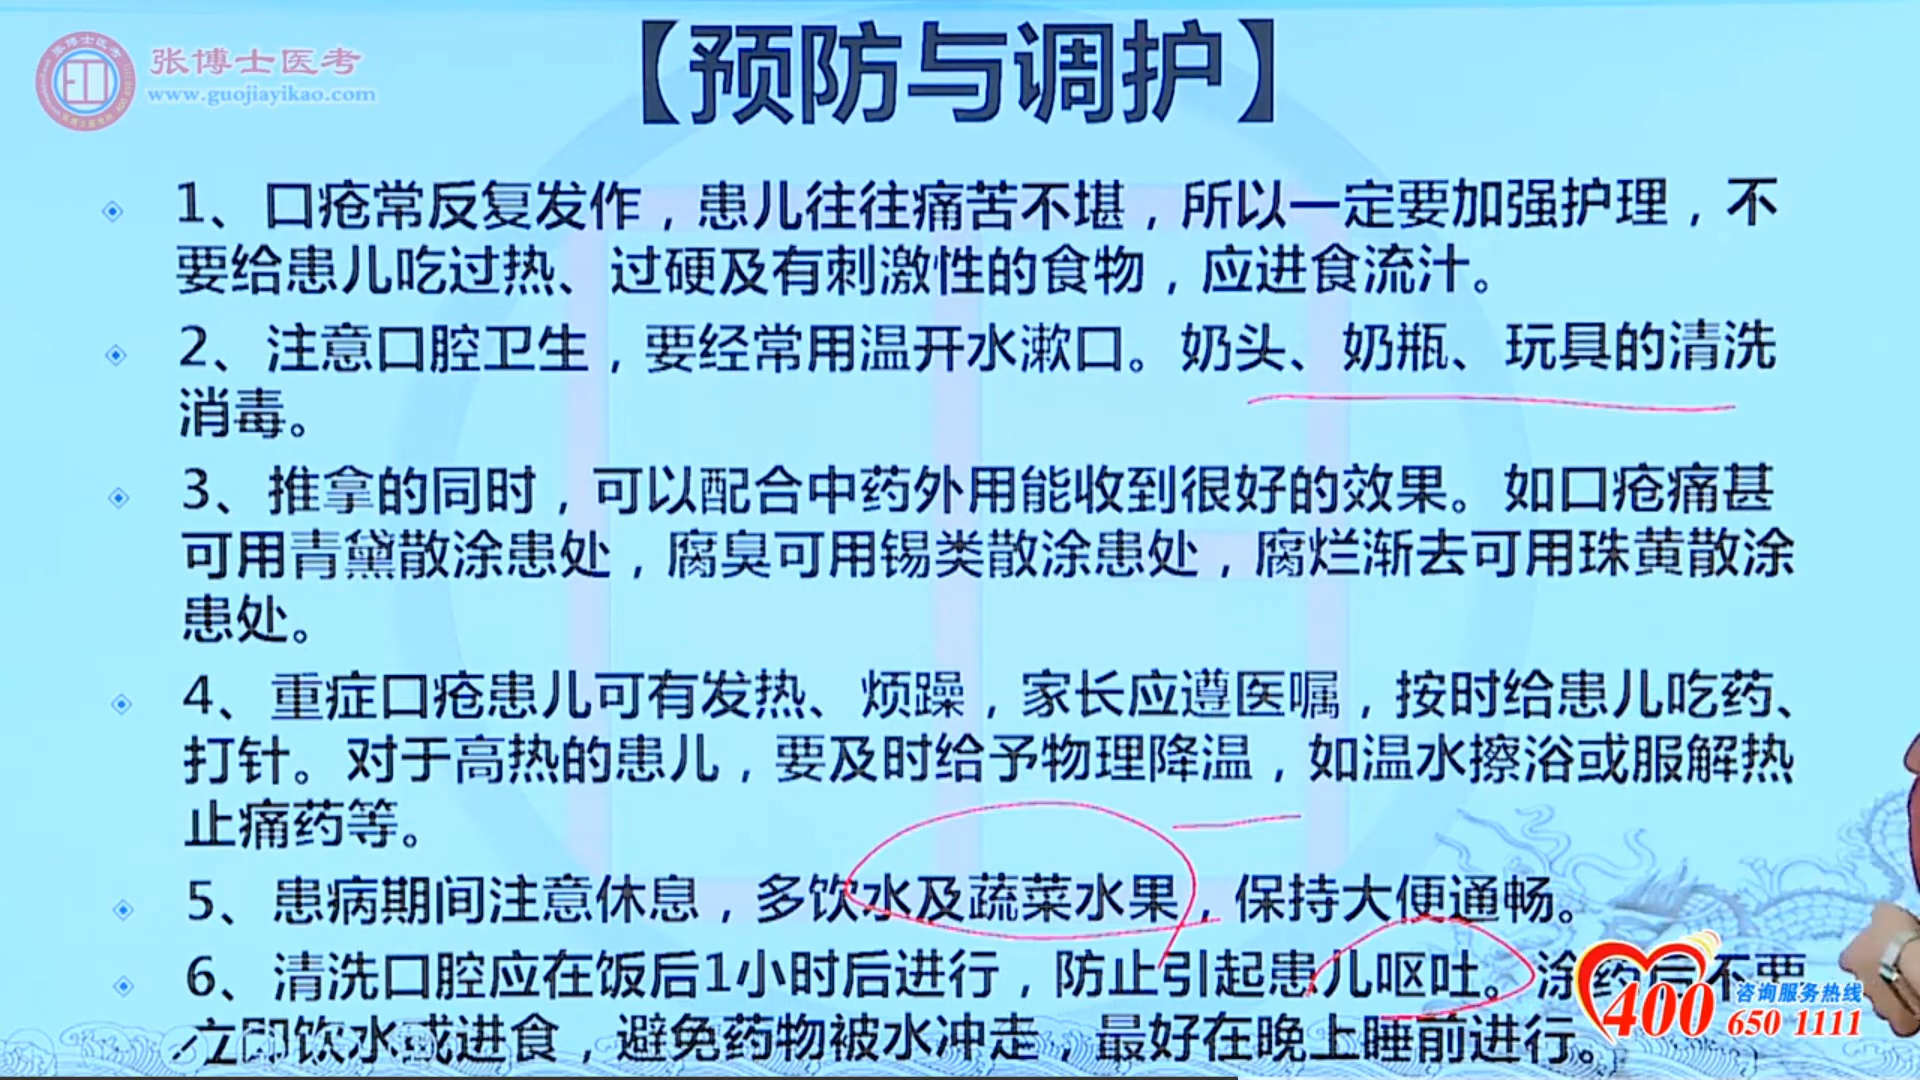 张博士医考
www.guojiayikao.com
【预防与调护】
1、口疮常反复发作，患儿往往痛苦不堪，所以一定要加强护理，不
要给患儿吃过热、过硬及有刺激性的食物，应进食流汁。
2、注意口腔卫生，要经常用温开水漱口。奶头、奶瓶、玩具的清洗
消毒。
3、推拿的同时，可以配合中药外用能收到很好的效果。如口疮痛甚
可用青黛散涂患处，腐臭可用锡类散涂患处，腐烂渐去可用珠黄散涂
患处。
4、重症口疮患儿可有发热、烦躁，家长应遵医嘱，按时给患儿吃药、
打针。对于高热的患儿，要及时给予物理降温，如温水擦浴或服解热
止痛药等。
5、患病期间注意休息，多饮水及蔬菜水果，保持大便通畅。
6、清洗口腔应在饭后1小时后进行，防止引起患儿呕吐。涂药后不要
立即饮水或进食，避免药物被水冲走，最好在晚上睡前进行。
400 咨询服务热线
650 1111